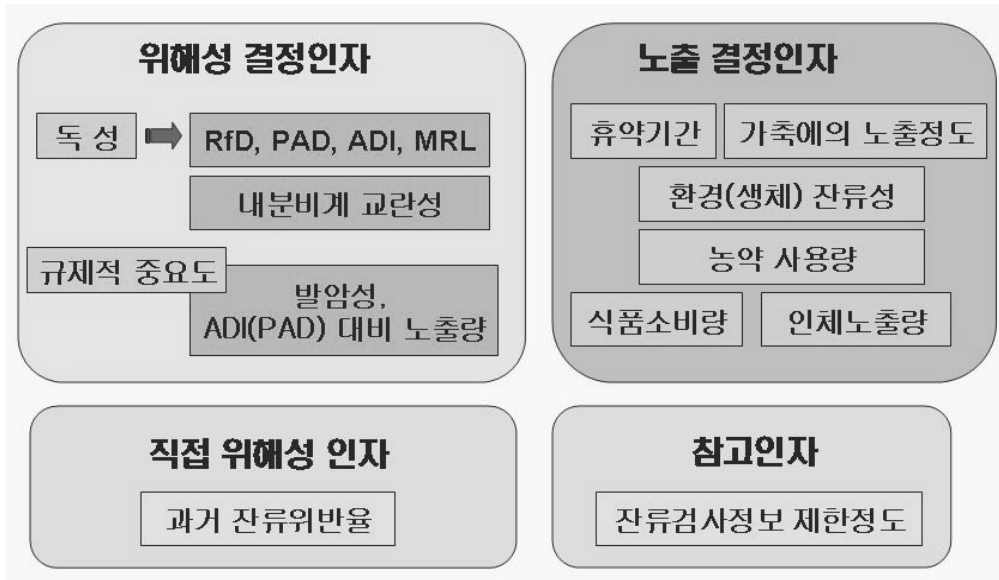 위해성 결정인자
독 성
RfD, PAD, ADI, MRL
내분비계 교란성
규제적 중요도
발암성,
ADI(PAD) 대비 노출량
노출 결정인자
휴약기간
가축에의 노출정도
환경(생체) 잔류성
농약 사용량
식품소비량
인체노출량
직접 위해성 인자
과거 잔류위반율
참고인자
잔류검사정보 제한정도